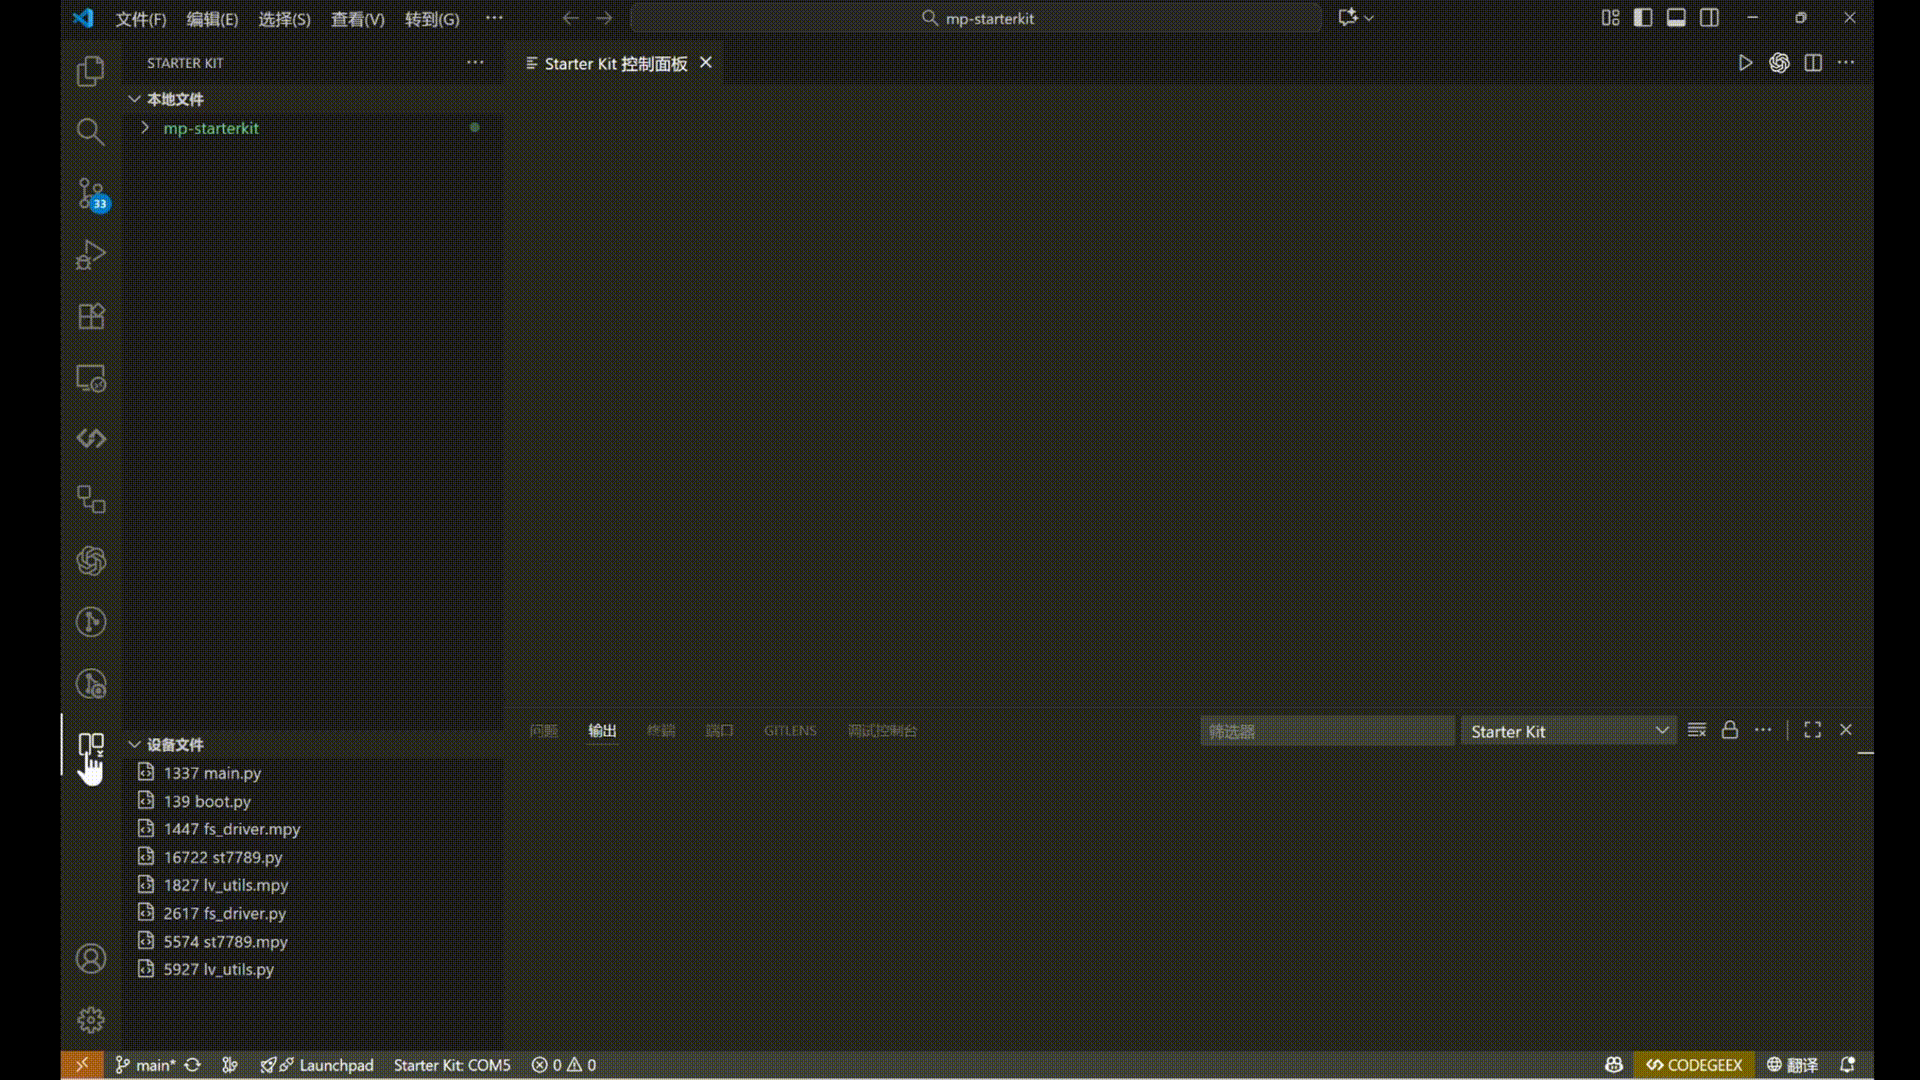 文件(F) 编辑(E) 选择(S) 查看(V) 转到(G) ··· mp-starterkit
STARTER KIT ···
Starter Kit 控制面板
本地文件
mp-starterkit
33
问题 输出 终端 端口 GITLENS 调试控制台 筛选器 Starter Kit
设备文件
1337 main.py
139 boot.py
1447 fs_driver.mpy
16722 st7789.py
1827 lv_utils.mpy
2617 fs_driver.py
5574 st7789.mpy
5927 lv_utils.py
main* Launchpad Starter Kit: COM5 0 0 CODEGEEX 翻译